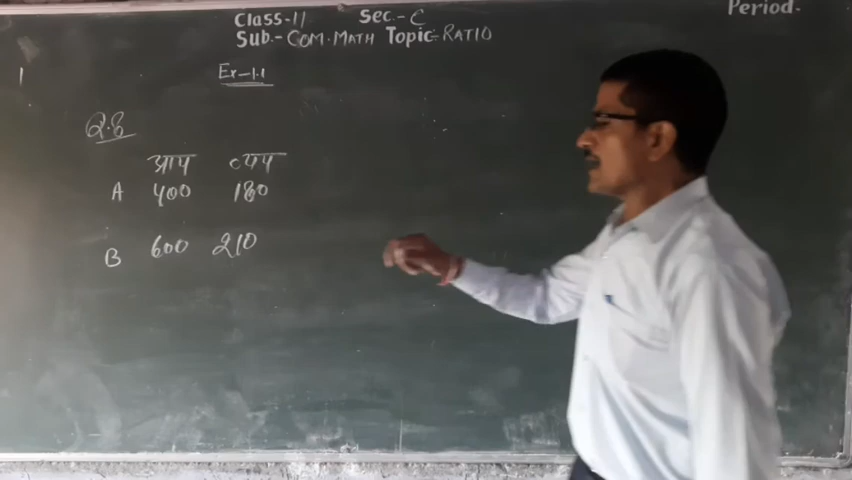 Class-11 Sec.- C Period.
Sub.- COM. MATH Topic:- RATIO
Ex-1.1
Q.8
आय व्यय
A 400 180
B 600 210